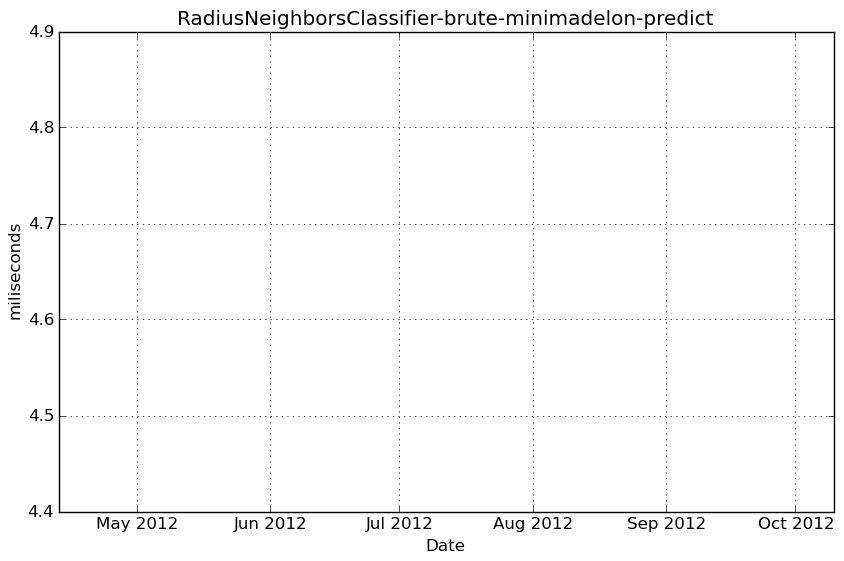 RadiusNeighborsClassifier-brute-minimadelon-predict
4.9
4.8
4.7
4.6
4.5
4.4
miliseconds
May 2012 Jun 2012 Jul 2012 Aug 2012 Sep 2012 Oct 2012
Date